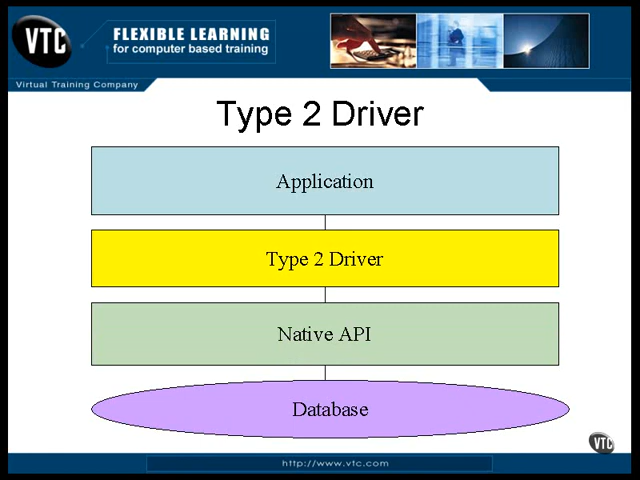 VTC
FLEXIBLE LEARNING
for computer based training
Virtual Training Company
Type 2 Driver
Application
Type 2 Driver
Native API
Database
VTC
http://www.vtc.com